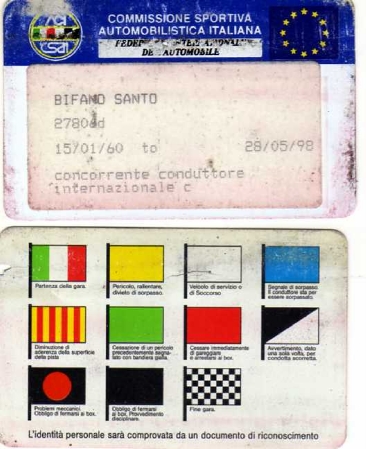 COMMISSIONE SPORTIVA
AUTOMOBILISTICA ITALIANA
DE L'AUTOMOBILE
csai
BIFANO SANTO
15/01/60 to 28/05/98
concorrente conduttore
internazionale c
Partenza della gara.
Pericolo, rallentare,
divieto di sorpasso.
Veicolo di servizio o
di Soccorso
Segnale di sorpasso
Il conduttore sta per
essere sorpassato
Diminuzione di
aderenza della superficie
della pista
Cessazione di un pericolo
precedentemente segna-
lato con bandiera gialla.
Cessare immediatamente
di gareggiare
e arrestarsi ai box.
Avvertimento, dato
una sola volta, per
condotta scorretta.
Problemi meccanici.
Obbligo di fermarsi ai box.
Obbligo di fermarsi
ai box. Provvedimento
disciplinare.
Fine gara.
L'identità personale sarà comprovata da un documento di riconoscimento